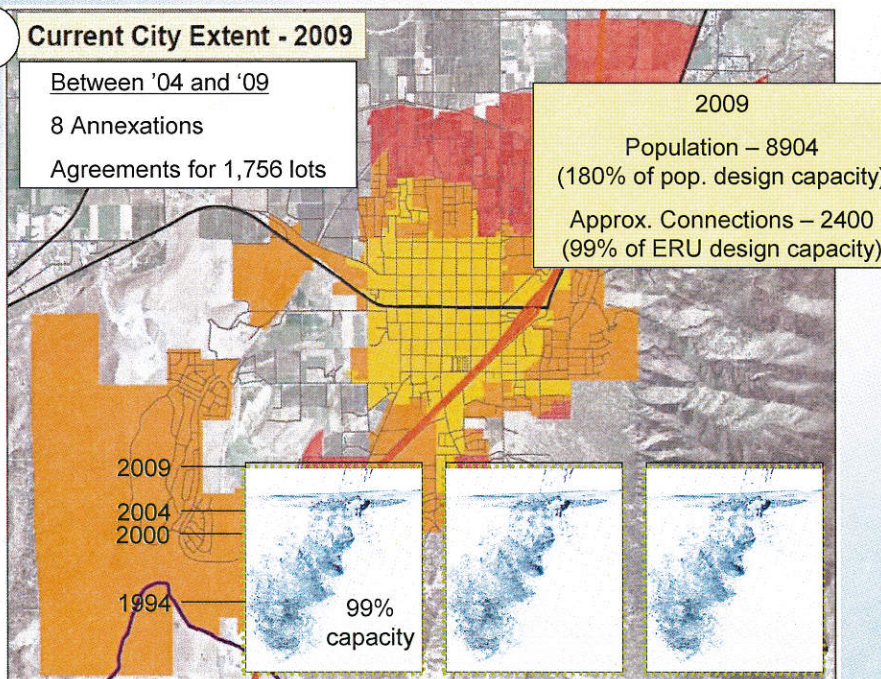 Current City Extent - 2009
Between '04 and ‘09
8 Annexations
Agreements for 1,756 lots
2009
Population – 8904
(180% of pop. design capacity)
Approx. Connections – 2400
(99% of ERU design capacity)
2009
2004
2000
1994
99%
capacity